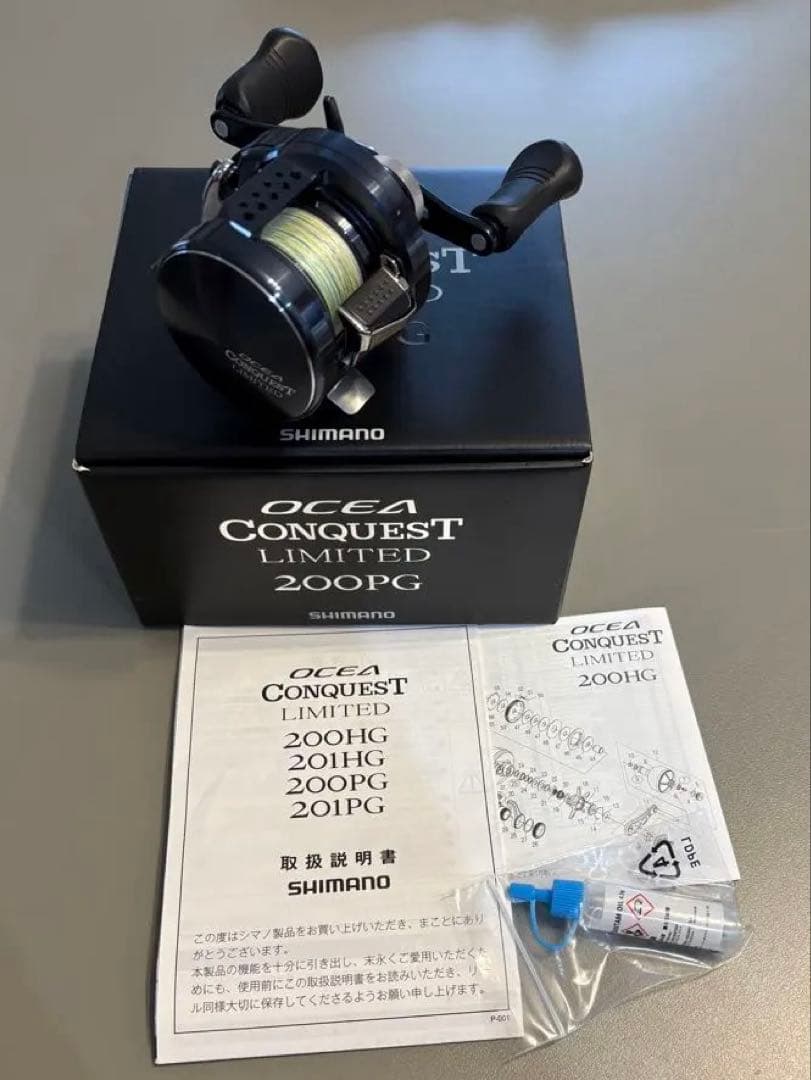 OCEA
CONQUEST
LIMITED
ST
G
SHIMANO
OCEA
CONQUEST
LIMITED
200PG
SHIMANO
OCEA
CONQUEST
LIMITED
200HG
201HG
200PG
201PG
取扱説明書
SHIMANO
この度はシマノ製品をお買い上げいただき、まことにあり
がとうございます。
本製品の機能を十分に引き出し、末永くご愛用いただくた
めにも、使用前にこの取扱説明書をお読みいただき、リー
ル同様大切に保存してくださるようお願い申し上げます。
P-001
OCEA
CONQUEST
LIMITED
200HG
LDPE